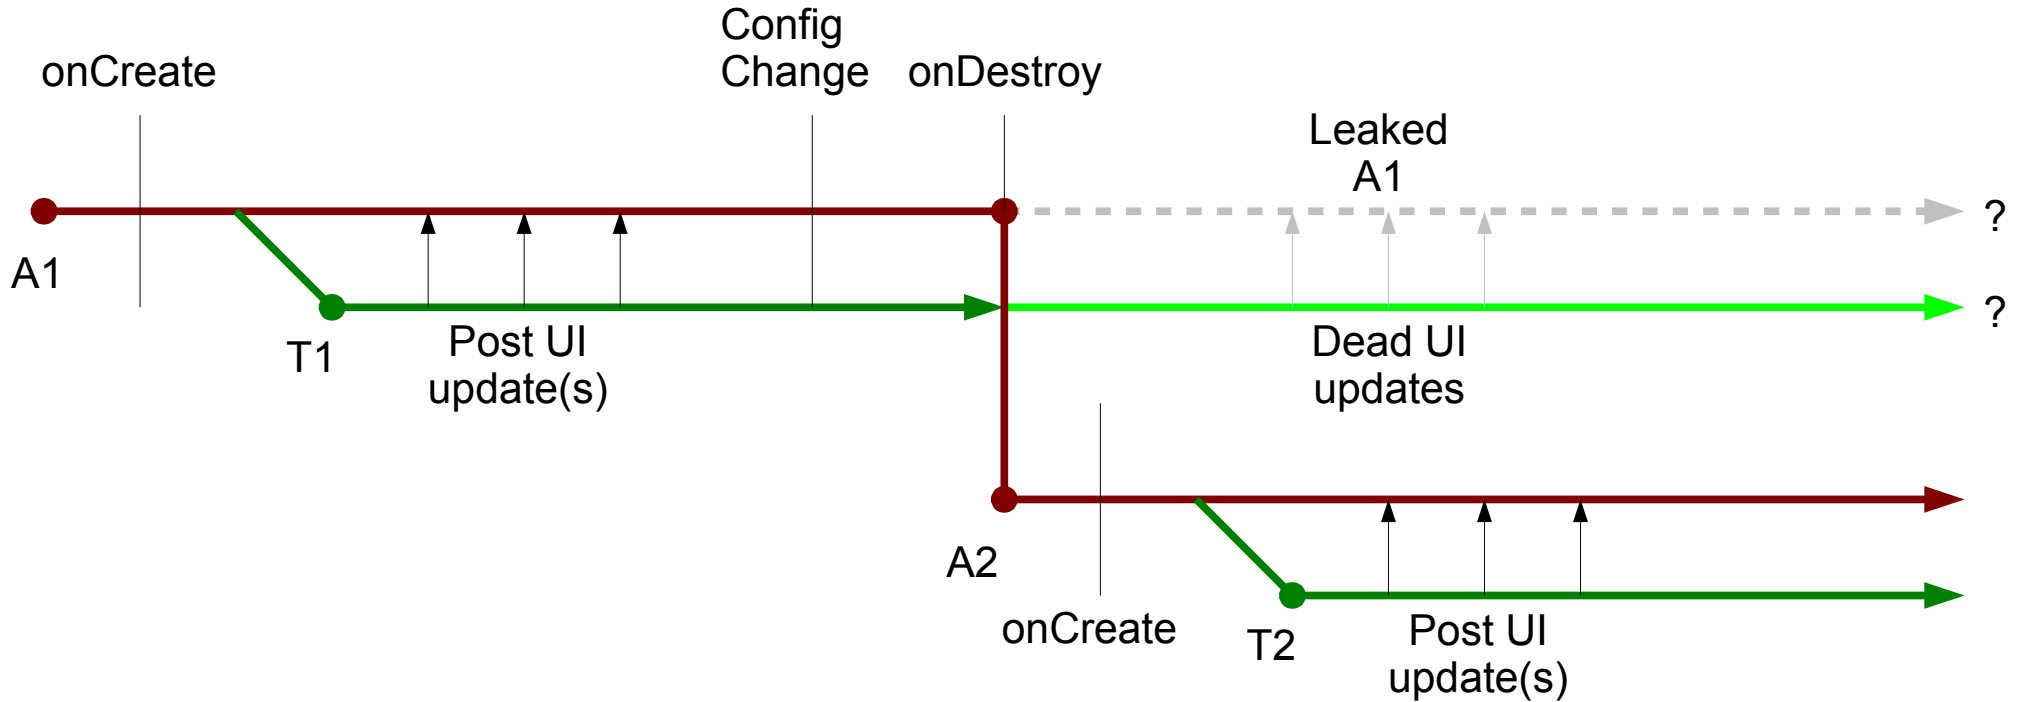 Config
Change
onCreate
onDestroy
Leaked
A1
?
A1
?
T1
Post UI
update(s)
Dead UI
updates
A2
onCreate
T2
Post UI
update(s)